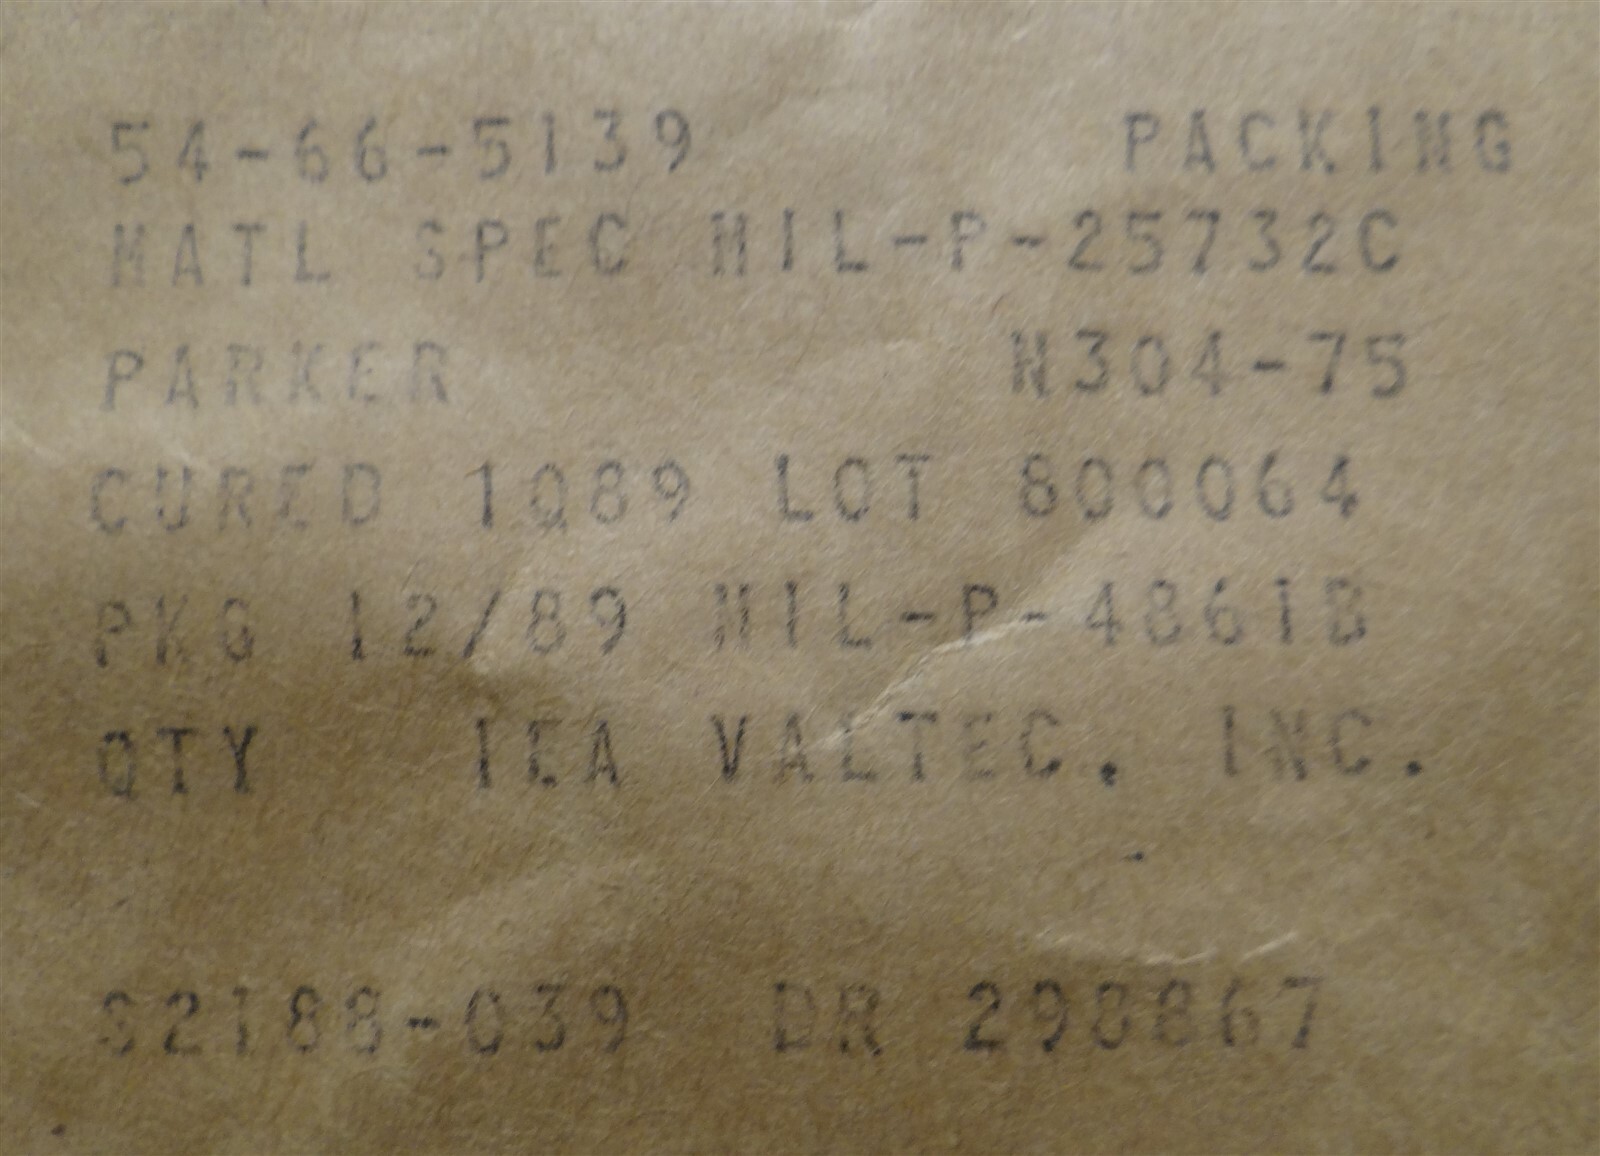 54-66-5139 PACKING
MATL SPEC MIL-P-25732C
PARKER N304-75
CURED 1Q89 LOT 800064
PKG 12/89 MIL-P-4861B
QTY 1EA VALTEC, INC.
S2188-039 DR 298867